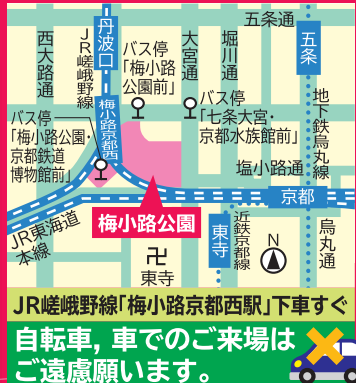 五条通
西大路通
JR嵯峨野線
丹波口
バス停
「梅小路
公園前」
大宮通
堀川通
五条
地下鉄烏丸線
バス停
「七条大宮・
京都水族館前」
梅小路京都西
バス停
「梅小路公園・
京都鉄道
博物館前」
塩小路通
京都
梅小路公園
JR東海道
本線
東寺
近鉄京都線
N
烏丸通
卍
東寺
JR嵯峨野線「梅小路京都西駅」下車すぐ
自転車，車でのご来場は
ご遠慮願います。